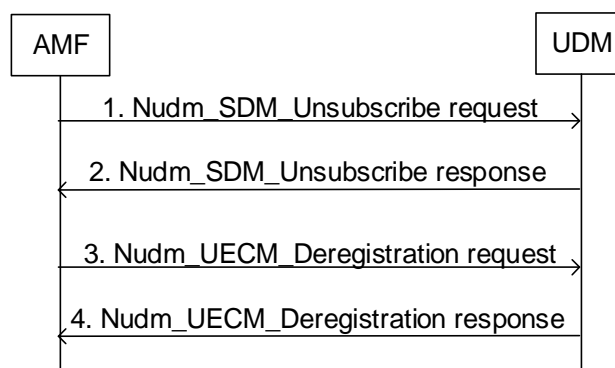 AMF
UDM
1. Nudm_SDM_Unsubscribe request
2. Nudm_SDM_Unsubscribe response
3. Nudm_UECM_Deregistration request
4. Nudm_UECM_Deregistration response